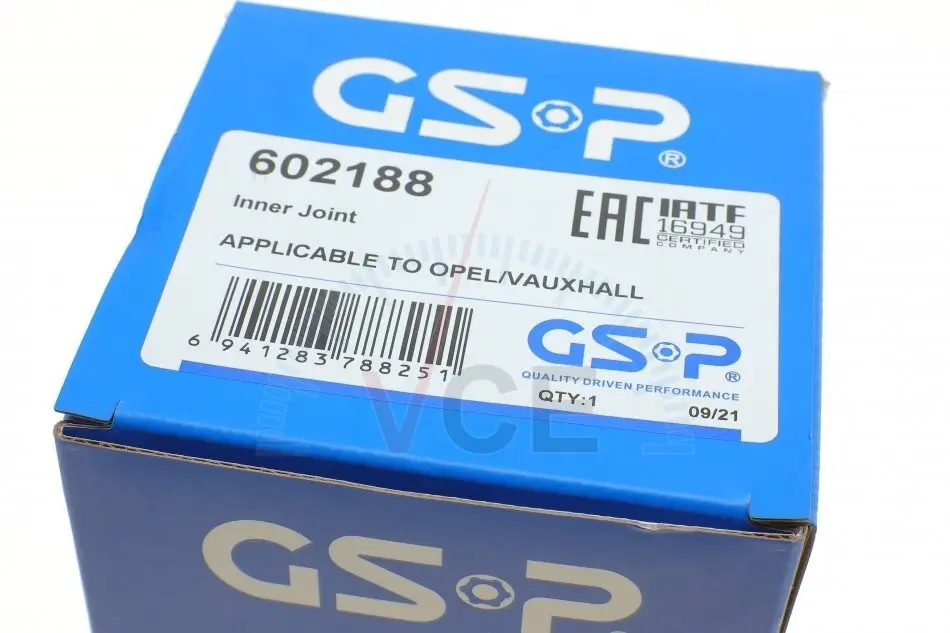 GSP®
602188
Inner Joint
EAC IATF
16949
CERTIFIED
COMPANY
APPLICABLE TO OPEL/VAUXHALL
6 941283 788251
GSP®
QUALITY DRIVEN PERFORMANCE
QTY:1
09/21
VCE
GSP